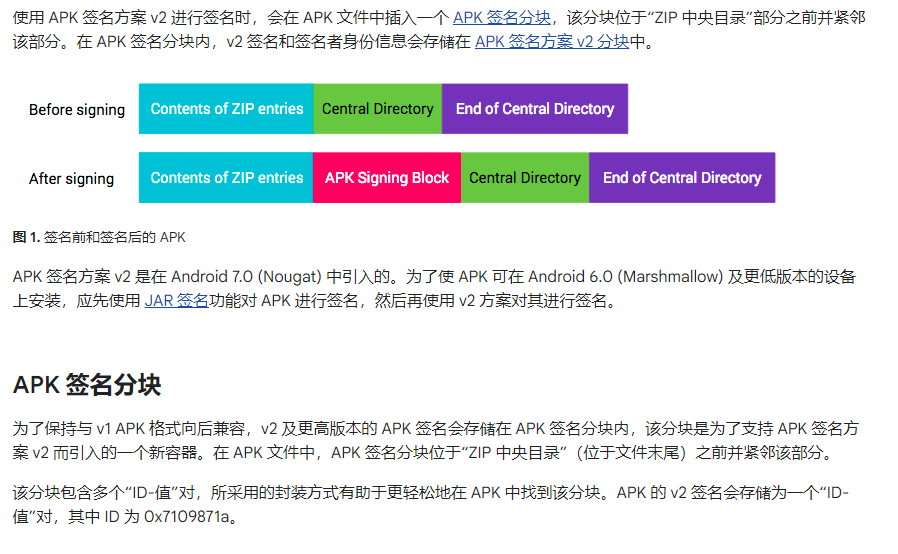 使用 APK 签名方案 v2 进行签名时，会在 APK 文件中插入一个 APK 签名分块，该分块位于“ZIP 中央目录”部分之前并紧邻
该部分。在 APK 签名分块内，v2 签名和签名者身份信息会存储在 APK 签名方案 v2 分块中。
Before signing Contents of ZIP entries Central Directory End of Central Directory
After signing Contents of ZIP entries APK Signing Block Central Directory End of Central Directory
图 1. 签名前和签名后的 APK
APK 签名方案 v2 是在 Android 7.0 (Nougat) 中引入的。为了使 APK 可在 Android 6.0 (Marshmallow) 及更低版本的设备
上安装，应先使用 JAR 签名功能对 APK 进行签名，然后再使用 v2 方案对其进行签名。
APK 签名分块
为了保持与 v1 APK 格式向后兼容，v2 及更高版本的 APK 签名会存储在 APK 签名分块内，该分块是为了支持 APK 签名方
案 v2 而引入的一个新容器。在 APK 文件中，APK 签名分块位于“ZIP 中央目录”（位于文件末尾）之前并紧邻该部分。
该分块包含多个“ID-值”对，所采用的封装方式有助于更轻松地在 APK 中找到该分块。APK 的 v2 签名会存储为一个“ID-
值”对，其中 ID 为 0x7109871a。